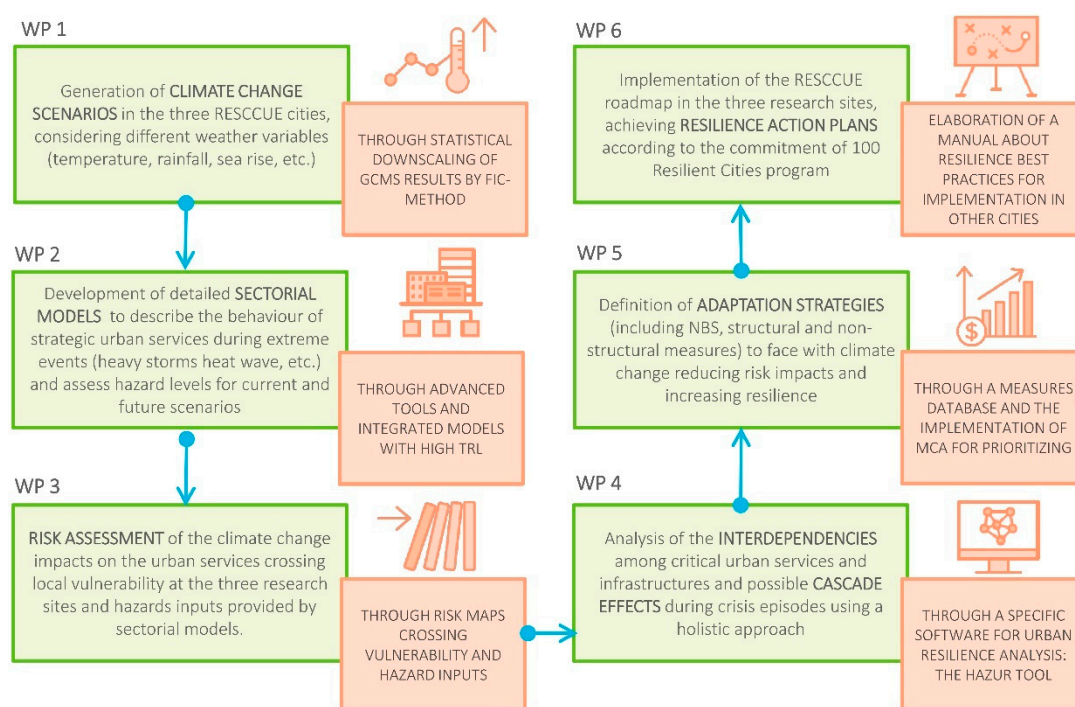 WP 1
Generation of CLIMATE CHANGE
SCENARIOS in the three RESCCUE cities,
considering different weather variables
(temperature, rainfall, sea rise, etc.)
THROUGH STATISTICAL
DOWNSCALING OF
GCMS RESULTS BY FIC-
METHOD
WP 2
Development of detailed SECTORIAL
MODELS to describe the behaviour of
strategic urban services during extreme
events (heavy storms heat wave, etc.)
and assess hazard levels for current and
future scenarios
THROUGH ADVANCED
TOOLS AND
INTEGRATED MODELS
WITH HIGH TRL
WP 3
RISK ASSESSMENT of the climate change
impacts on the urban services crossing
local vulnerability at the three research
sites and hazards inputs provided by
sectorial models.
THROUGH RISK MAPS
CROSSING
VULNERABILITY AND
HAZARD INPUTS
WP 6
Implementation of the RESCCUE
roadmap in the three research sites,
achieving RESILIENCE ACTION PLANS
according to the commitment of 100
Resilient Cities program
ELABORATION OF A
MANUAL ABOUT
RESILIENCE BEST
PRACTICES FOR
IMPLEMENTATION IN
OTHER CITIES
WP 5
Definition of ADAPTATION STRATEGIES
(including NBS, structural and non-
structural measures) to face with climate
change reducing risk impacts and
increasing resilience
$
THROUGH A MEASURES
DATABASE AND THE
IMPLEMENTATION OF
MCA FOR PRIORITIZING
WP 4
Analysis of the INTERDEPENDENCIES
among critical urban services and
infrastructures and possible CASCADE
EFFECTS during crisis episodes using a
holistic approach
THROUGH A SPECIFIC
SOFTWARE FOR URBAN
RESILIENCE ANALYSIS:
THE HAZUR TOOL